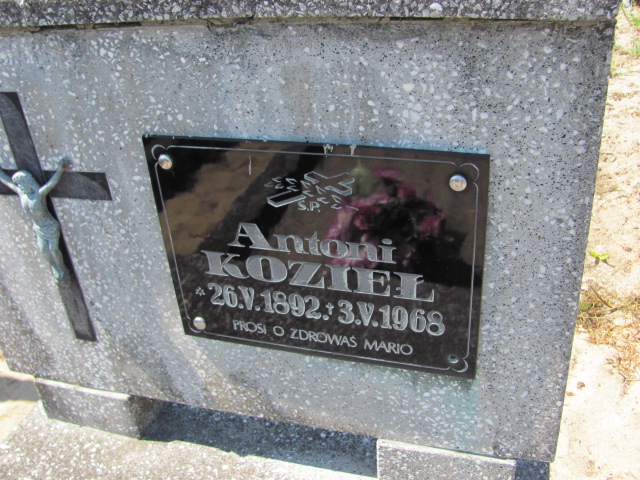 Ś.P.
Antoni
KOZIEŁ
* 26.V.1892. † 3.V.1968
PROSI O ZDROWAŚ MARIO